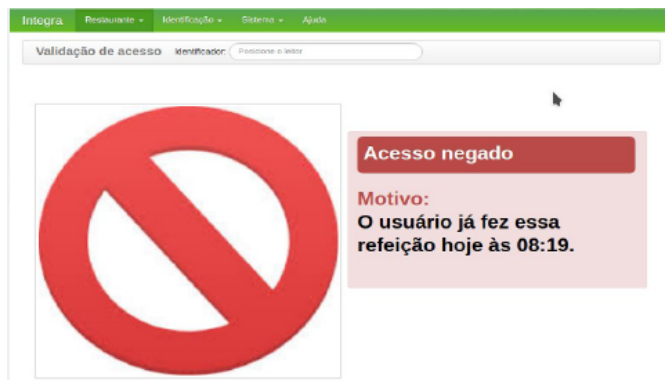 Integra Restaurante Identificação Sistema Ajuda
Validação de acesso Identificador: Posicione o leitor
Acesso negado
Motivo:
O usuário já fez essa
refeição hoje às 08:19.